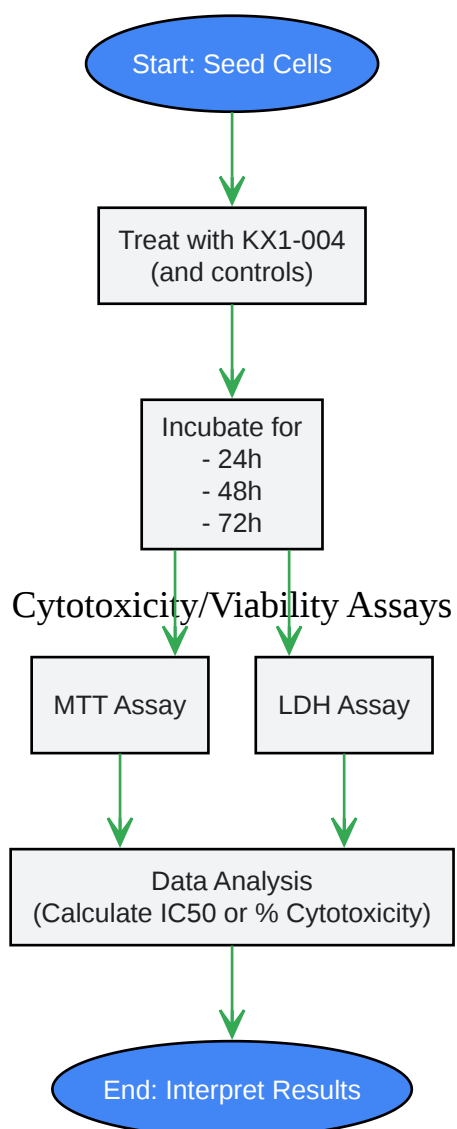 Start: Seed Cells
Treat with KX1-004
(and controls)
Incubate for
- 24h
- 48h
- 72h
Cytotoxicity/Viability Assays
MTT Assay
LDH Assay
Data Analysis
(Calculate IC50 or % Cytotoxicity)
End: Interpret Results